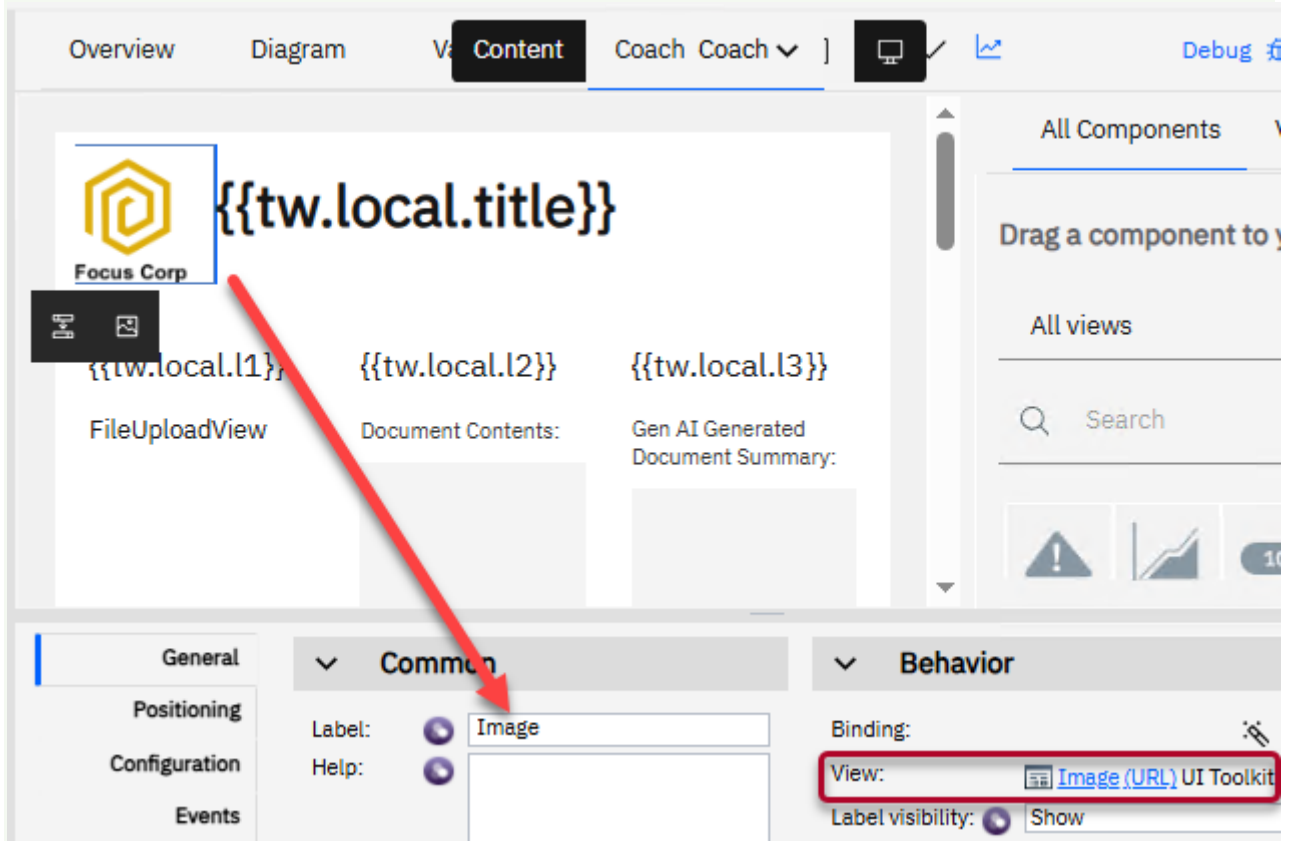 Overview Diagram Va Content Coach Coach ] Debug
All Components
{{tw.local.title}}
Focus Corp
Drag a component to y
All views
{{tw.local.l1}} {{tw.local.l2}} {{tw.local.l3}}
Search
FileUploadView Document Contents: Gen AI Generated
Document Summary:
10
General Common Behavior
Positioning
Label: Image Binding:
Configuration Help: View: Image (URL) UI Toolkit
Events Label visibility: Show